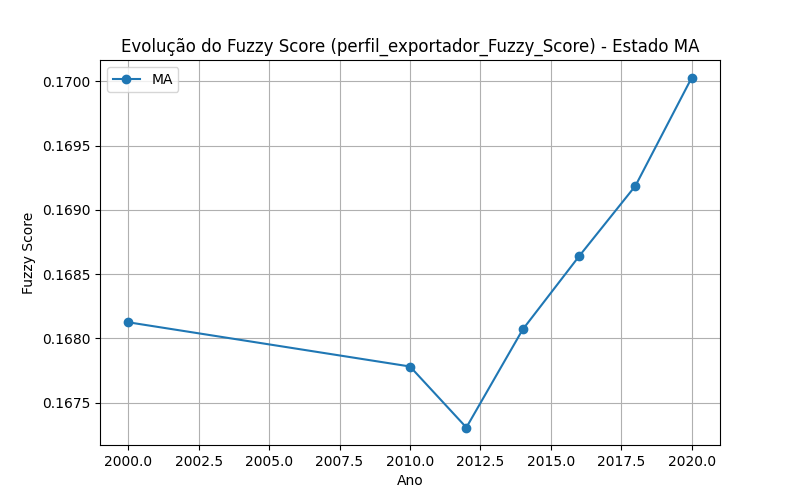 Evolução do Fuzzy Score (perfil_exportador_Fuzzy_Score) - Estado MA
MA
0.1700
0.1695
0.1690
0.1685
0.1680
0.1675
Fuzzy Score
2000.0 2002.5 2005.0 2007.5 2010.0 2012.5 2015.0 2017.5 2020.0
Ano